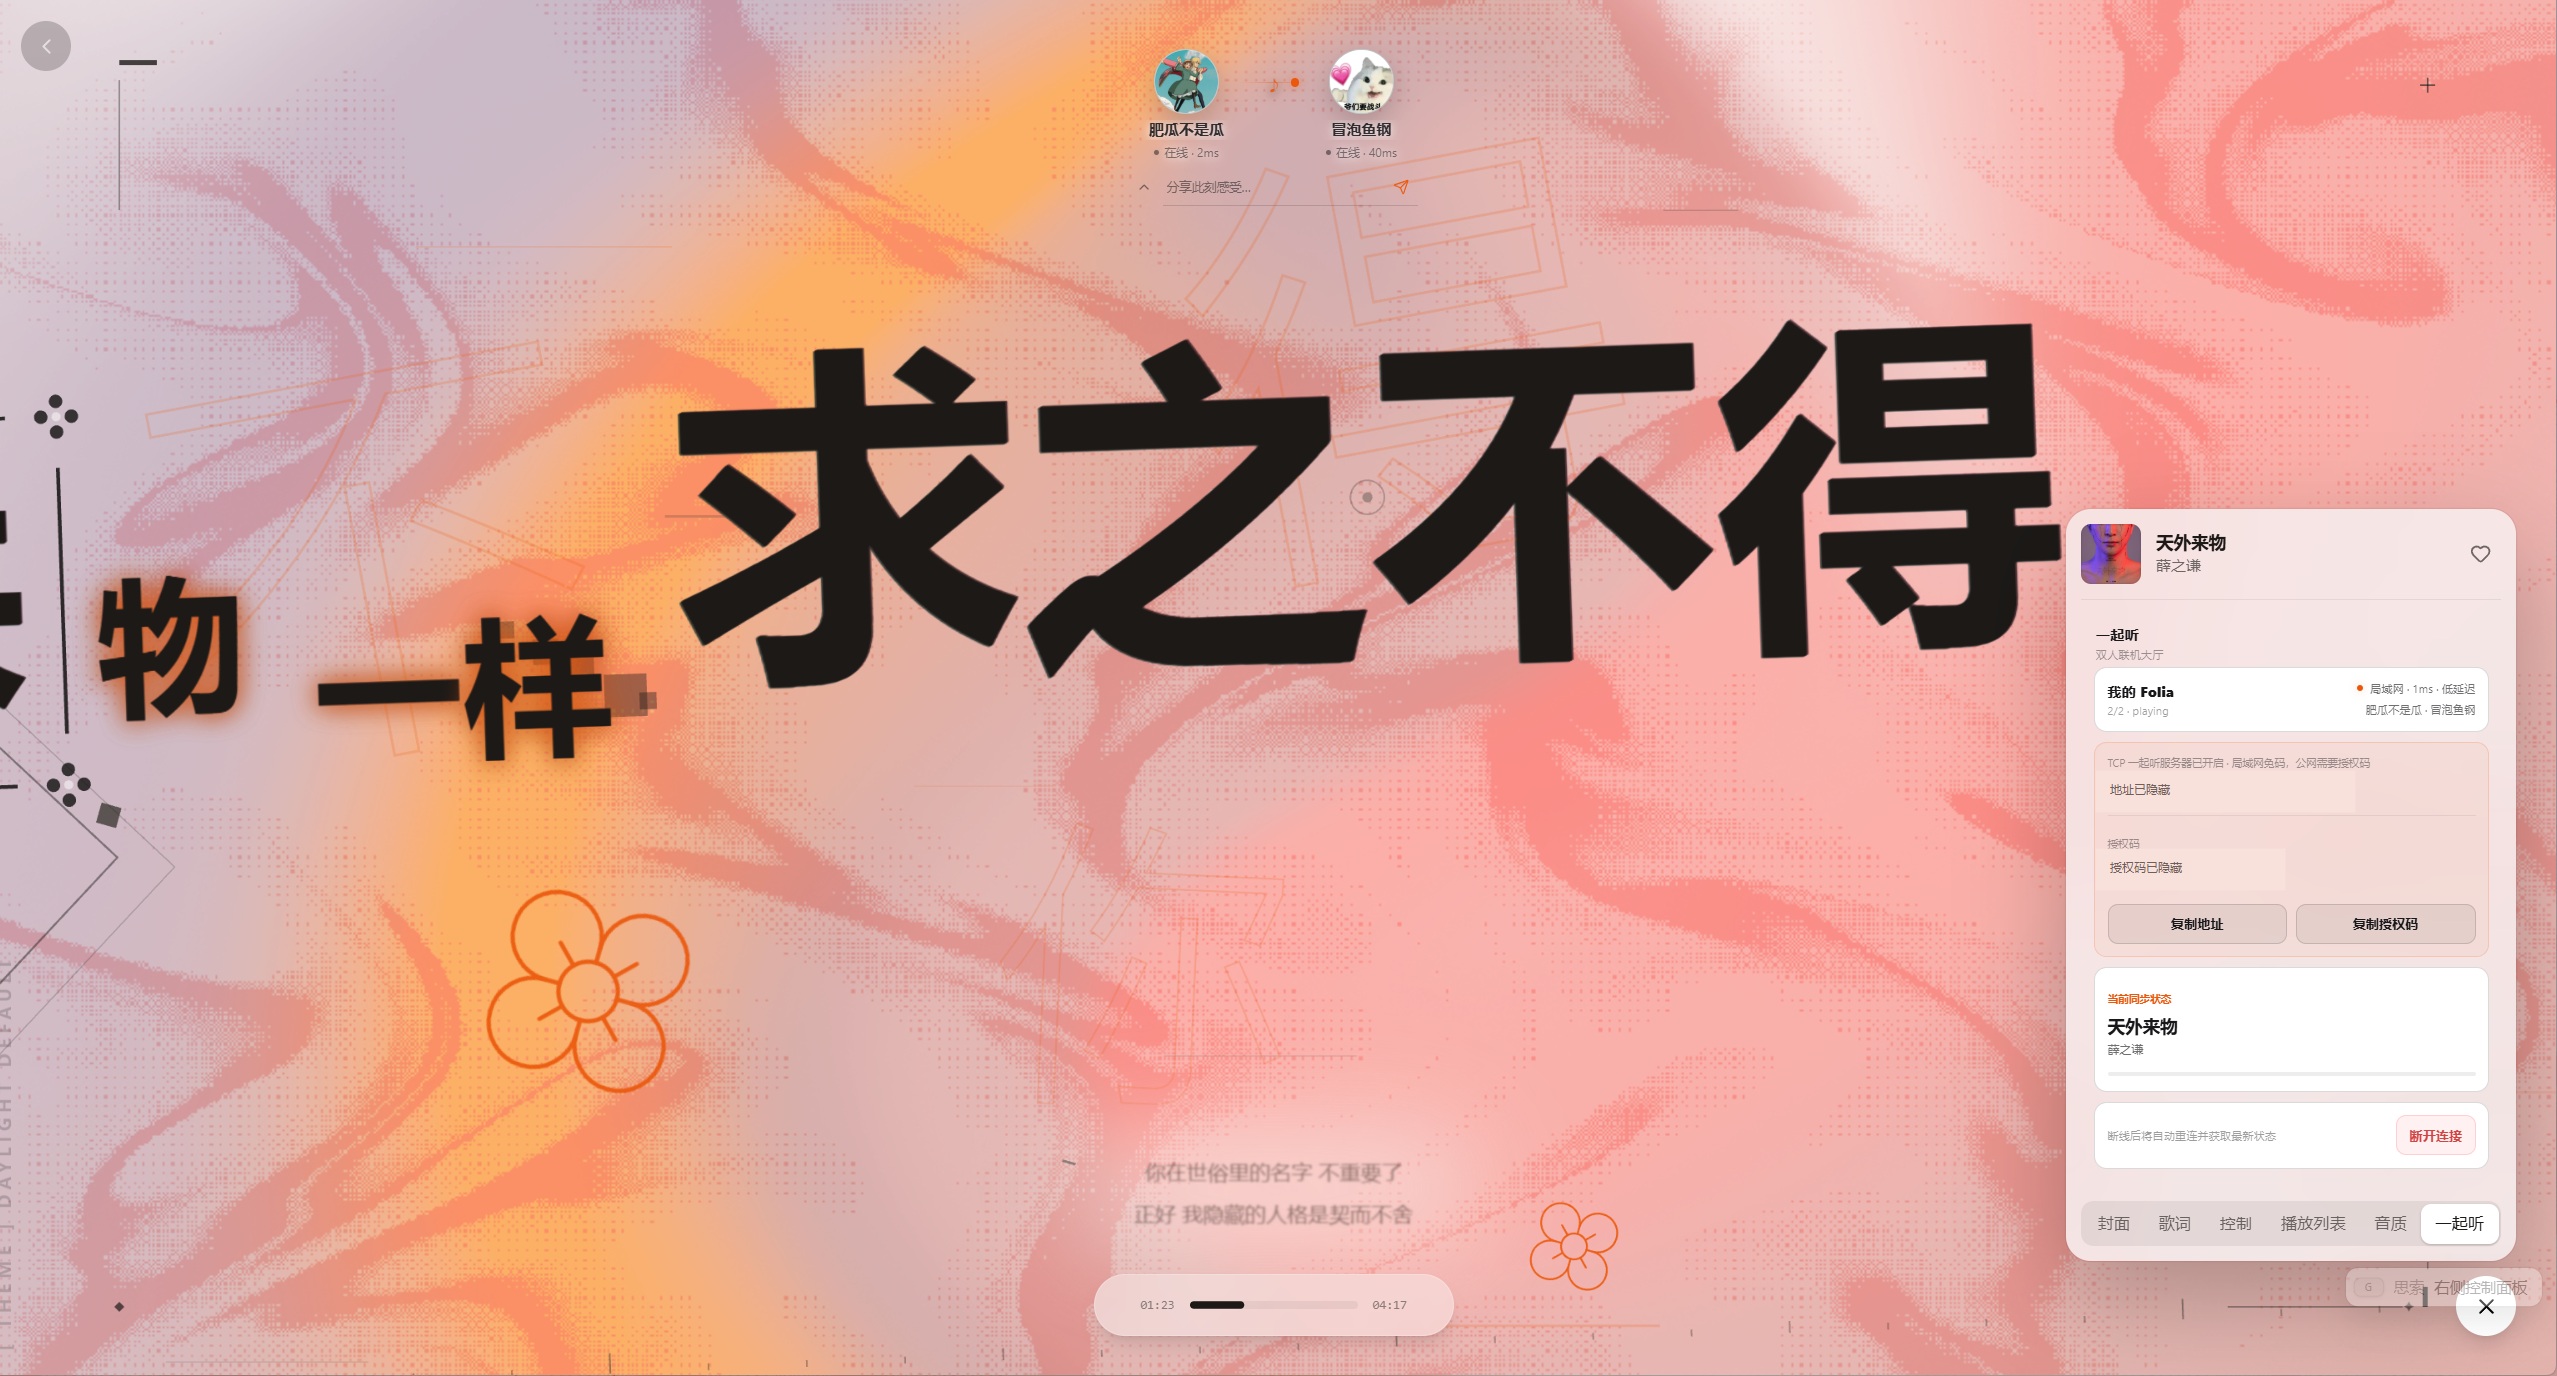 肥瓜不是瓜
在线 · 2ms
爷们要战斗
冒泡鱼钢
在线 · 40ms
分享此刻感受...
物
一样
求之不得
天外来物
薛之谦
一起听
双人联机大厅
我的 Folia
2/2 · playing
局域网 · 1ms · 低延迟
肥瓜不是瓜 · 冒泡鱼钢
TCP 一起听服务器已开启 · 局域网免码，公网需要授权码
地址已隐藏
授权码
授权码已隐藏
复制地址
复制授权码
当前同步状态
天外来物
薛之谦
断线后将自动重连并获取最新状态
断开连接
封面
歌词
控制
播放列表
音质
一起听
G 思索 右侧控制面板
你在世俗里的名字 不重要了
正好 我隐藏的人格是契而不舍
01:23
04:17
[ THEME ] DAYLIGHT DEFAULT